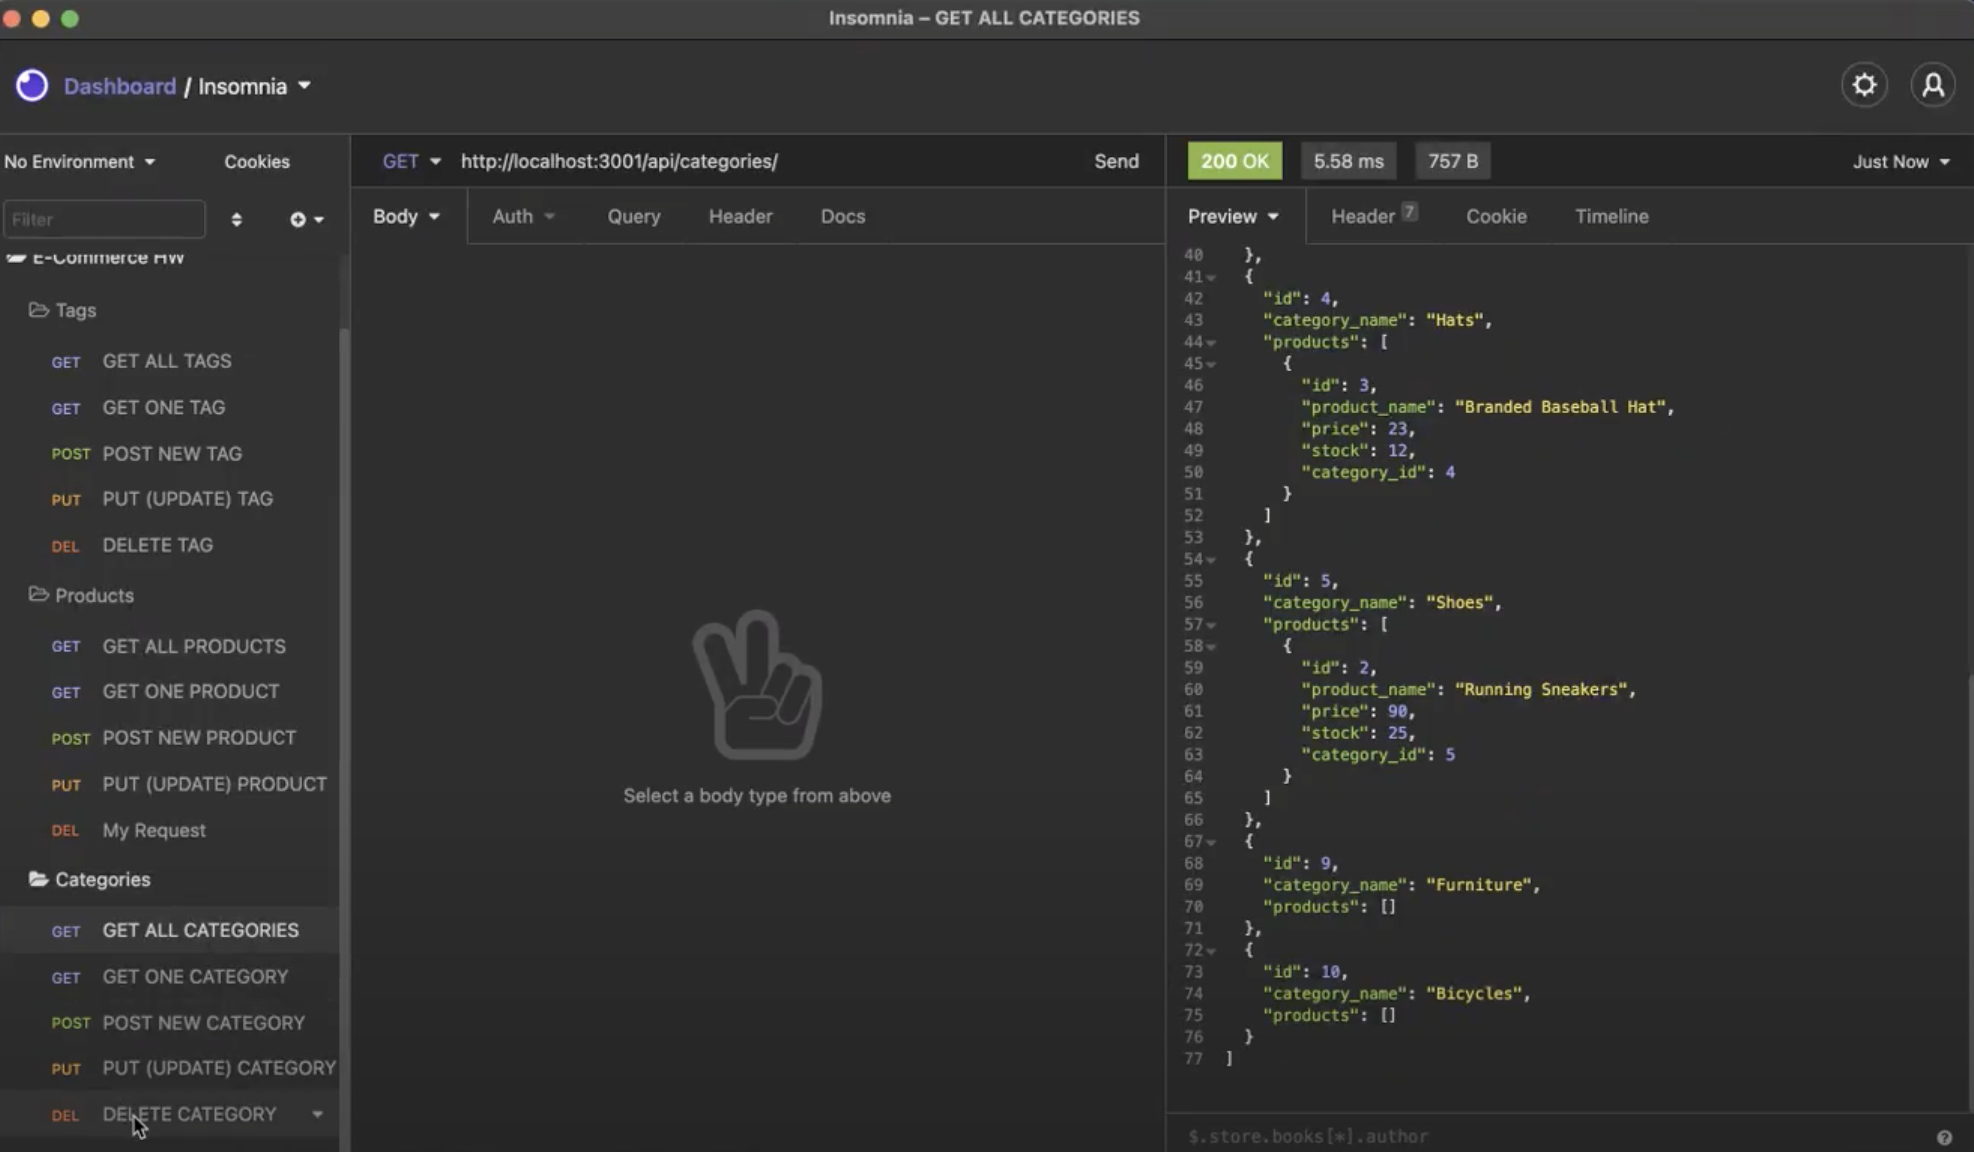 Insomnia – GET ALL CATEGORIES
Dashboard / Insomnia
No Environment
Cookies
Filter
E-Commerce HW
Tags
GET GET ALL TAGS
GET GET ONE TAG
POST POST NEW TAG
PUT PUT (UPDATE) TAG
DEL DELETE TAG
Products
GET GET ALL PRODUCTS
GET GET ONE PRODUCT
POST POST NEW PRODUCT
PUT PUT (UPDATE) PRODUCT
DEL My Request
Categories
GET GET ALL CATEGORIES
GET GET ONE CATEGORY
POST POST NEW CATEGORY
PUT PUT (UPDATE) CATEGORY
DEL DELETE CATEGORY
GET http://localhost:3001/api/categories/ Send
Body Auth Query Header Docs
Select a body type from above
200 OK 5.58 ms 757 B Just Now
Preview Header 7 Cookie Timeline
40 },
41 {
42 "id": 4,
43 "category_name": "Hats",
44 "products": [
45 {
46 "id": 3,
47 "product_name": "Branded Baseball Hat",
48 "price": 23,
49 "stock": 12,
50 "category_id": 4
51 }
52 ]
53 },
54 {
55 "id": 5,
56 "category_name": "Shoes",
57 "products": [
58 {
59 "id": 2,
60 "product_name": "Running Sneakers",
61 "price": 90,
62 "stock": 25,
63 "category_id": 5
64 }
65 ]
66 },
67 {
68 "id": 9,
69 "category_name": "Furniture",
70 "products": []
71 },
72 {
73 "id": 10,
74 "category_name": "Bicycles",
75 "products": []
76 }
77 ]
$.store.books[*].author